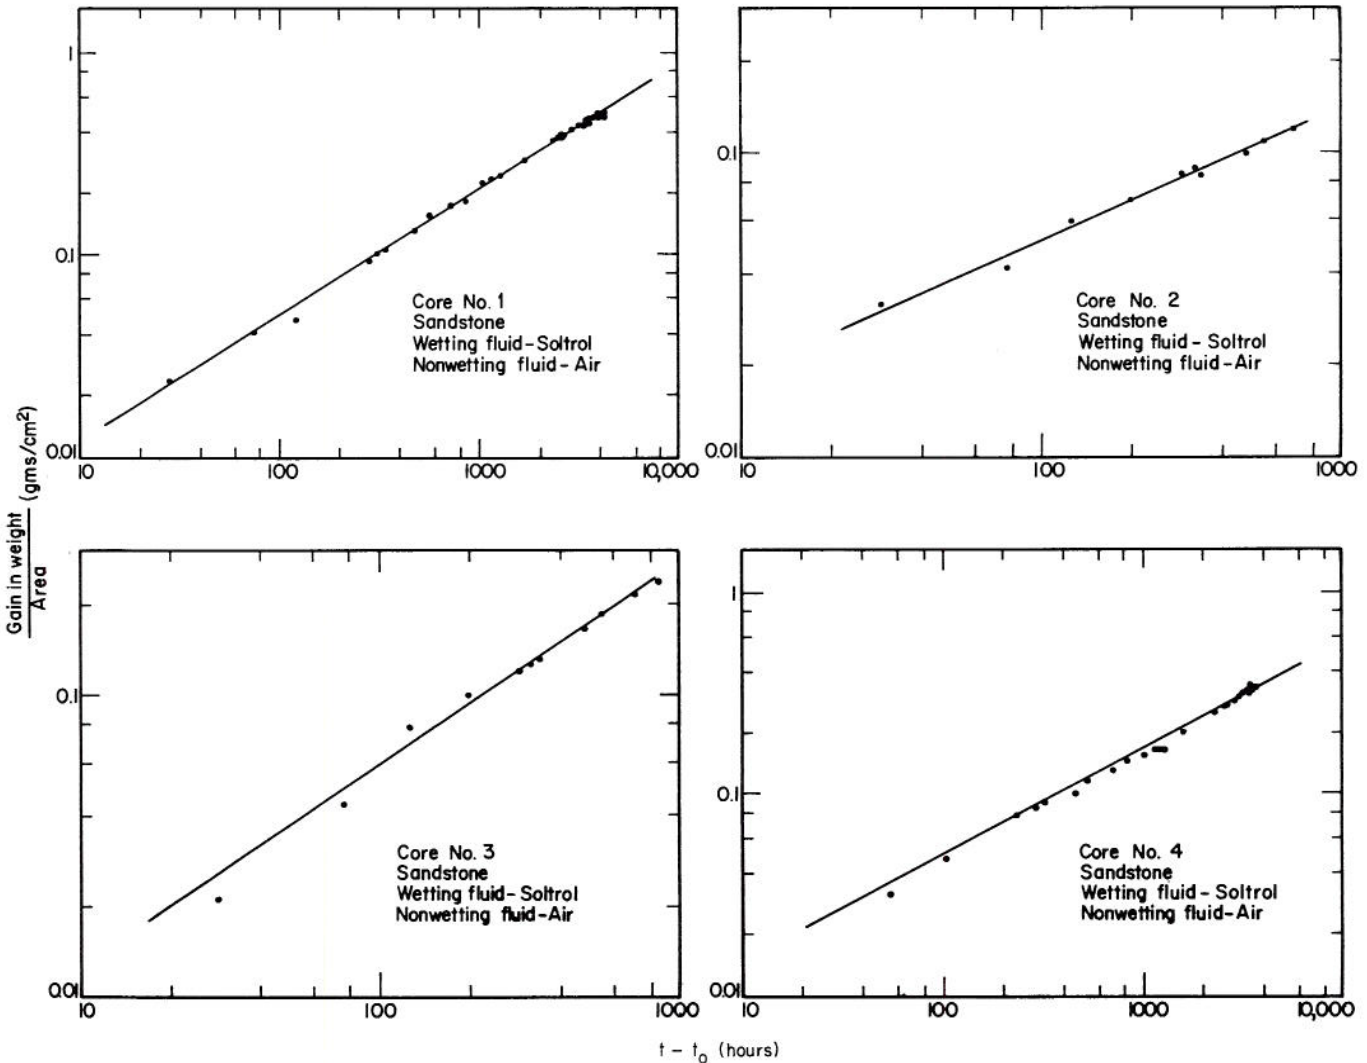 1
0.1
0.01
10
100
1000
10,000
Core No. 1
Sandstone
Wetting fluid-Soltrol
Nonwetting fluid - Air
0.1
0.01
10
100
1000
Core No. 2
Sandstone
Wetting fluid - Soltrol
Nonwetting fluid - Air
Gain in weight
Area
(gms/cm²)
0.1
0.01
10
100
1000
Core No. 3
Sandstone
Wetting fluid-Soltrol
Nonwetting fluid-Air
1
0.1
0.01
10
100
1000
10,000
Core No. 4
Sandstone
Wetting fluid - Soltrol
Nonwetting fluid-Air
t - t₀ (hours)